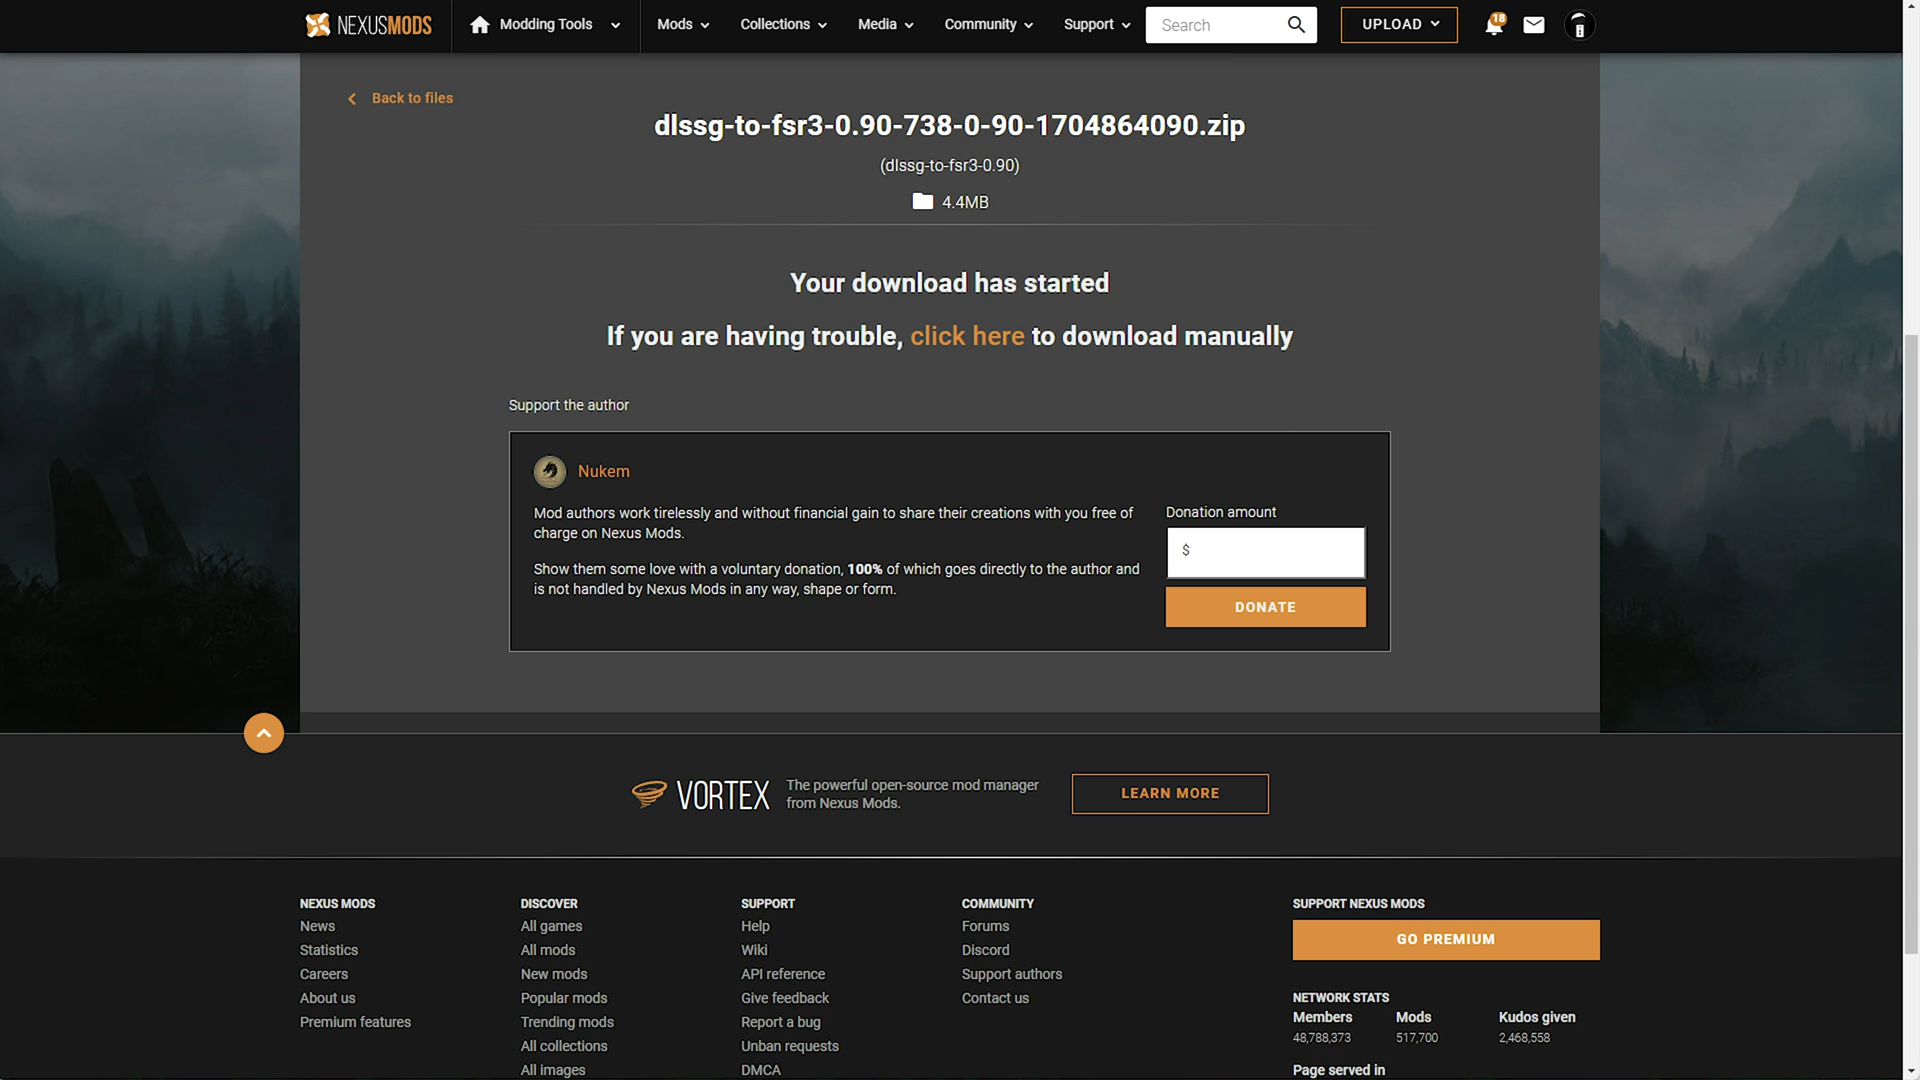 NEXUSMODS
Modding Tools
Mods
Collections
Media
Community
Support
Search
UPLOAD
18
Back to files
dlssg-to-fsr3-0.90-738-0-90-1704864090.zip
(dlssg-to-fsr3-0.90)
4.4MB
Your download has started
If you are having trouble, click here to download manually
Support the author
Nukem
Mod authors work tirelessly and without financial gain to share their creations with you free of
charge on Nexus Mods.
Show them some love with a voluntary donation, 100% of which goes directly to the author and
is not handled by Nexus Mods in any way, shape or form.
Donation amount
$
DONATE
VORTEX
The powerful open-source mod manager
from Nexus Mods.
LEARN MORE
NEXUS MODS
News
Statistics
Careers
About us
Premium features
DISCOVER
All games
All mods
New mods
Popular mods
Trending mods
All collections
All images
SUPPORT
Help
Wiki
API reference
Give feedback
Report a bug
Unban requests
DMCA
COMMUNITY
Forums
Discord
Support authors
Contact us
SUPPORT NEXUS MODS
GO PREMIUM
NETWORK STATS
Members
48,788,373
Mods
517,700
Kudos given
2,468,558
Page served in